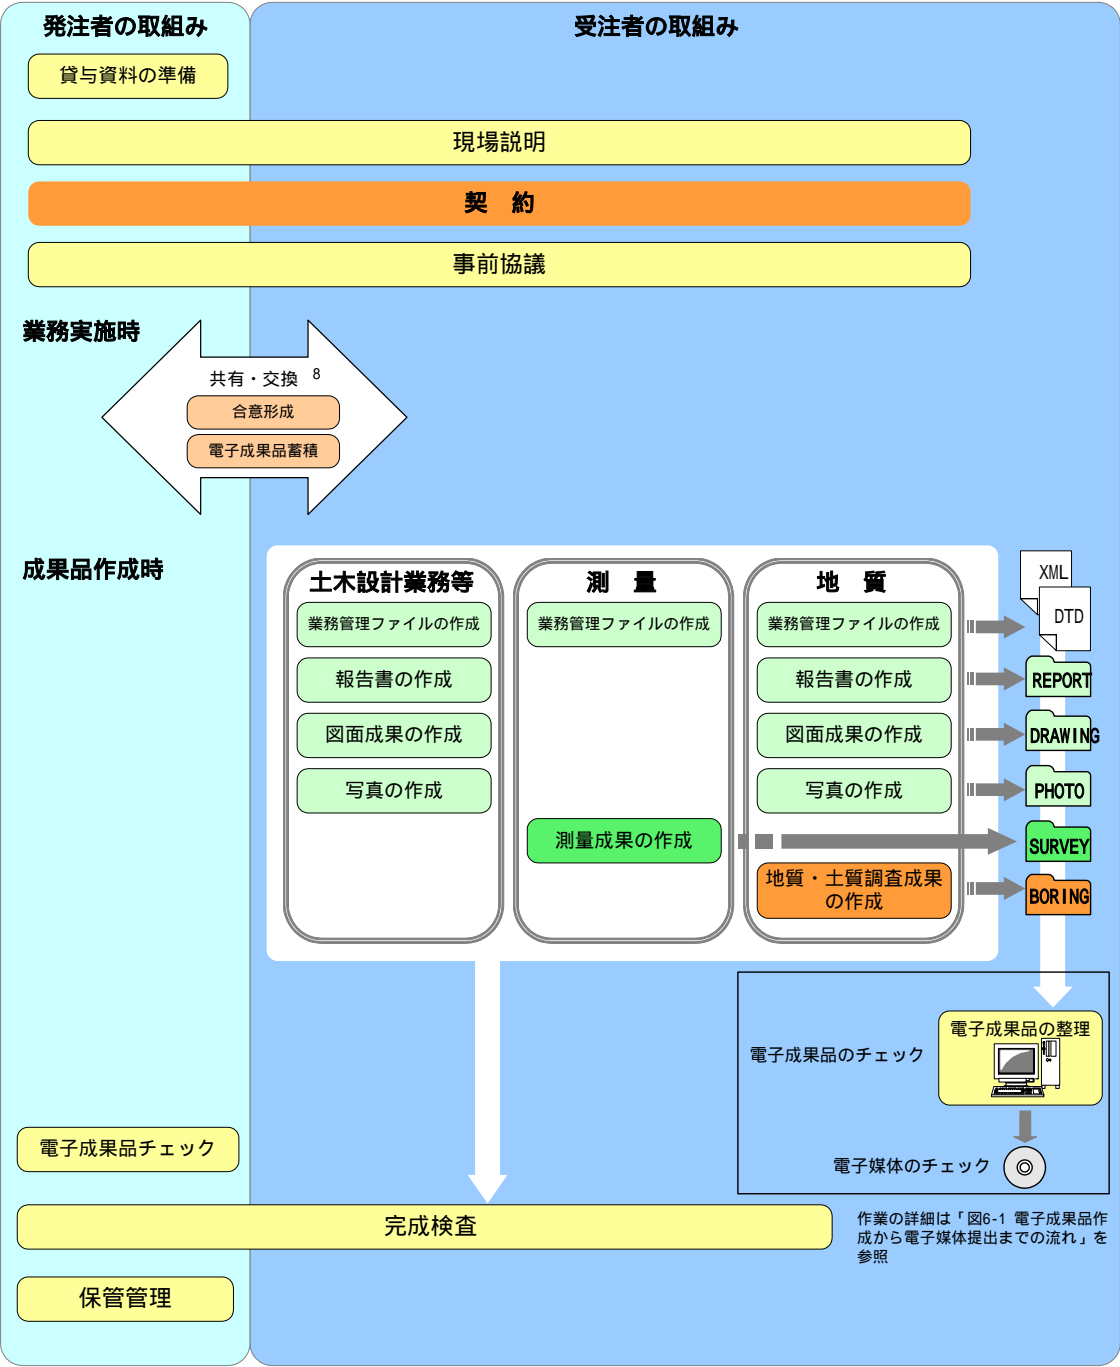 発注者の取組み
受注者の取組み
貸与資料の準備
現場説明
契　約
事前協議
業務実施時
共有・交換 8
合意形成
電子成果品蓄積
成果品作成時
土木設計業務等
業務管理ファイルの作成
報告書の作成
図面成果の作成
写真の作成
測　量
業務管理ファイルの作成
測量成果の作成
地　質
業務管理ファイルの作成
報告書の作成
図面成果の作成
写真の作成
地質・土質調査成果
の作成
XML
DTD
REPORT
DRAWING
PHOTO
SURVEY
BORING
電子成果品の整理
電子成果品のチェック
電子媒体のチェック
電子成果品チェック
完成検査
作業の詳細は「図6-1 電子成果品作
成から電子媒体提出までの流れ」を
参照
保管管理